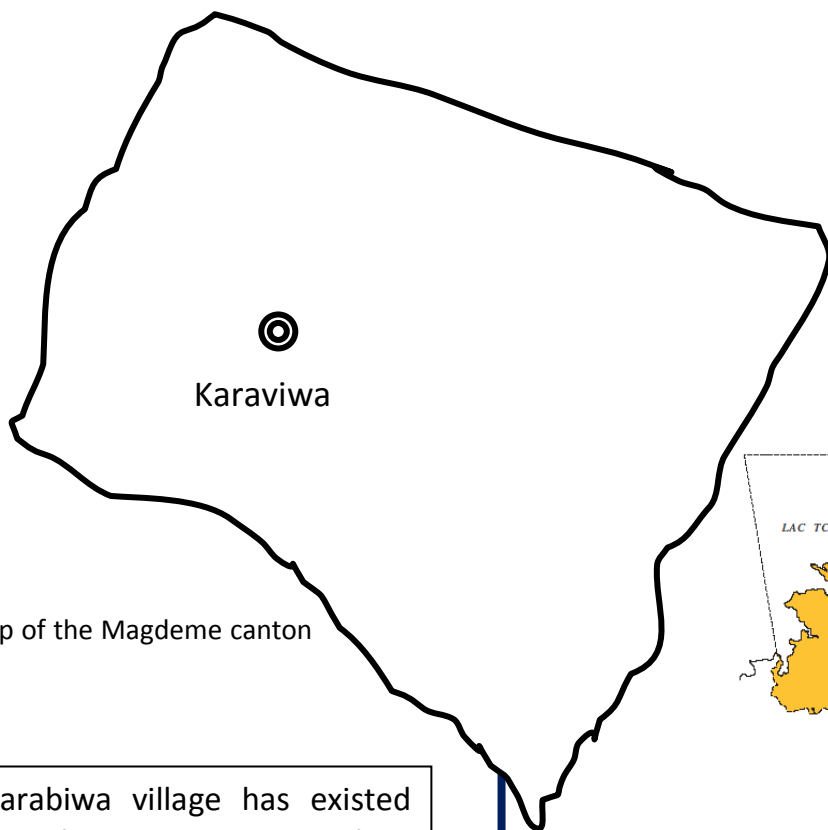 Karaviwa
LAC TC
p of the Magdeme canton
arabiwa village has existed